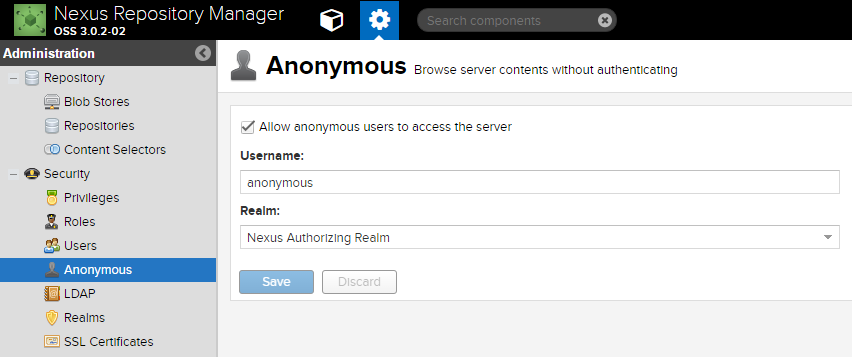 Nexus Repository Manager
OSS 3.0.2-02
Search components
Administration
Anonymous Browse server contents without authenticating
Repository
Blob Stores
Repositories
Content Selectors
Security
Privileges
Roles
Users
Anonymous
LDAP
Realms
SSL Certificates
Allow anonymous users to access the server
Username:
anonymous
Realm:
Nexus Authorizing Realm
Save Discard